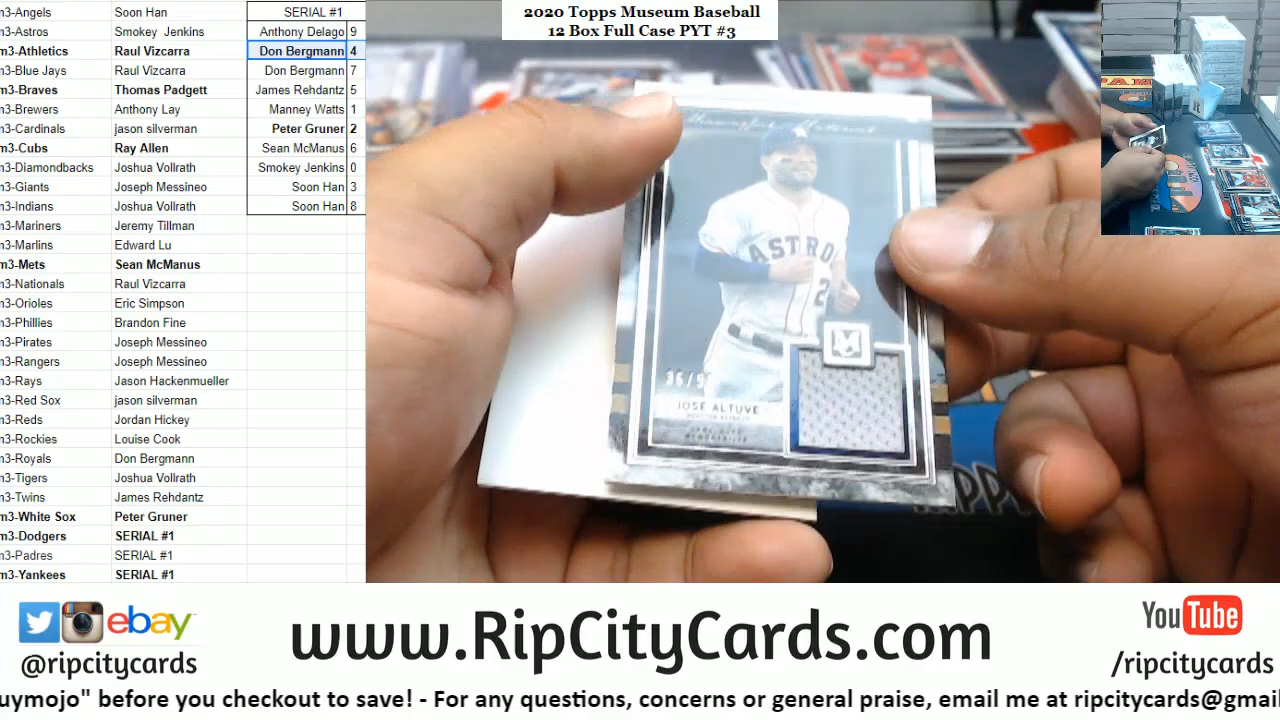 m3-Angels Soon Han SERIAL #1
m3-Astros Smokey Jenkins Anthony Delago 9
m3-Athletics Raul Vizcarra Don Bergmann 4
m3-Blue Jays Raul Vizcarra Don Bergmann 7
m3-Braves Thomas Padgett James Rehdantz 5
m3-Brewers Anthony Lay Manney Watts 1
m3-Cardinals jason silverman Peter Gruner 2
m3-Cubs Ray Allen Sean McManus 6
m3-Diamondbacks Joshua Vollrath Smokey Jenkins 0
m3-Giants Joseph Messineo Soon Han 3
m3-Indians Joshua Vollrath Soon Han 8
m3-Mariners Jeremy Tillman
m3-Marlins Edward Lu
m3-Mets Sean McManus
m3-Nationals Raul Vizcarra
m3-Orioles Eric Simpson
m3-Phillies Brandon Fine
m3-Pirates Joseph Messineo
m3-Rangers Joseph Messineo
m3-Rays Jason Hackenmueller
m3-Red Sox jason silverman
m3-Reds Jordan Hickey
m3-Rockies Louise Cook
m3-Royals Don Bergmann
m3-Tigers Joshua Vollrath
m3-Twins James Rehdantz
m3-White Sox Peter Gruner
m3-Dodgers SERIAL #1
m3-Padres SERIAL #1
m3-Yankees SERIAL #1
2020 Topps Museum Baseball
12 Box Full Case PYT #3
ASTRO
2
JOSÉ ALTUVE
ebay
@ripcitycards
www.RipCityCards.com
YouTube
/ripcitycards
uymojo" before you checkout to save! - For any questions, concerns or general praise, email me at ripcitycards@gmai